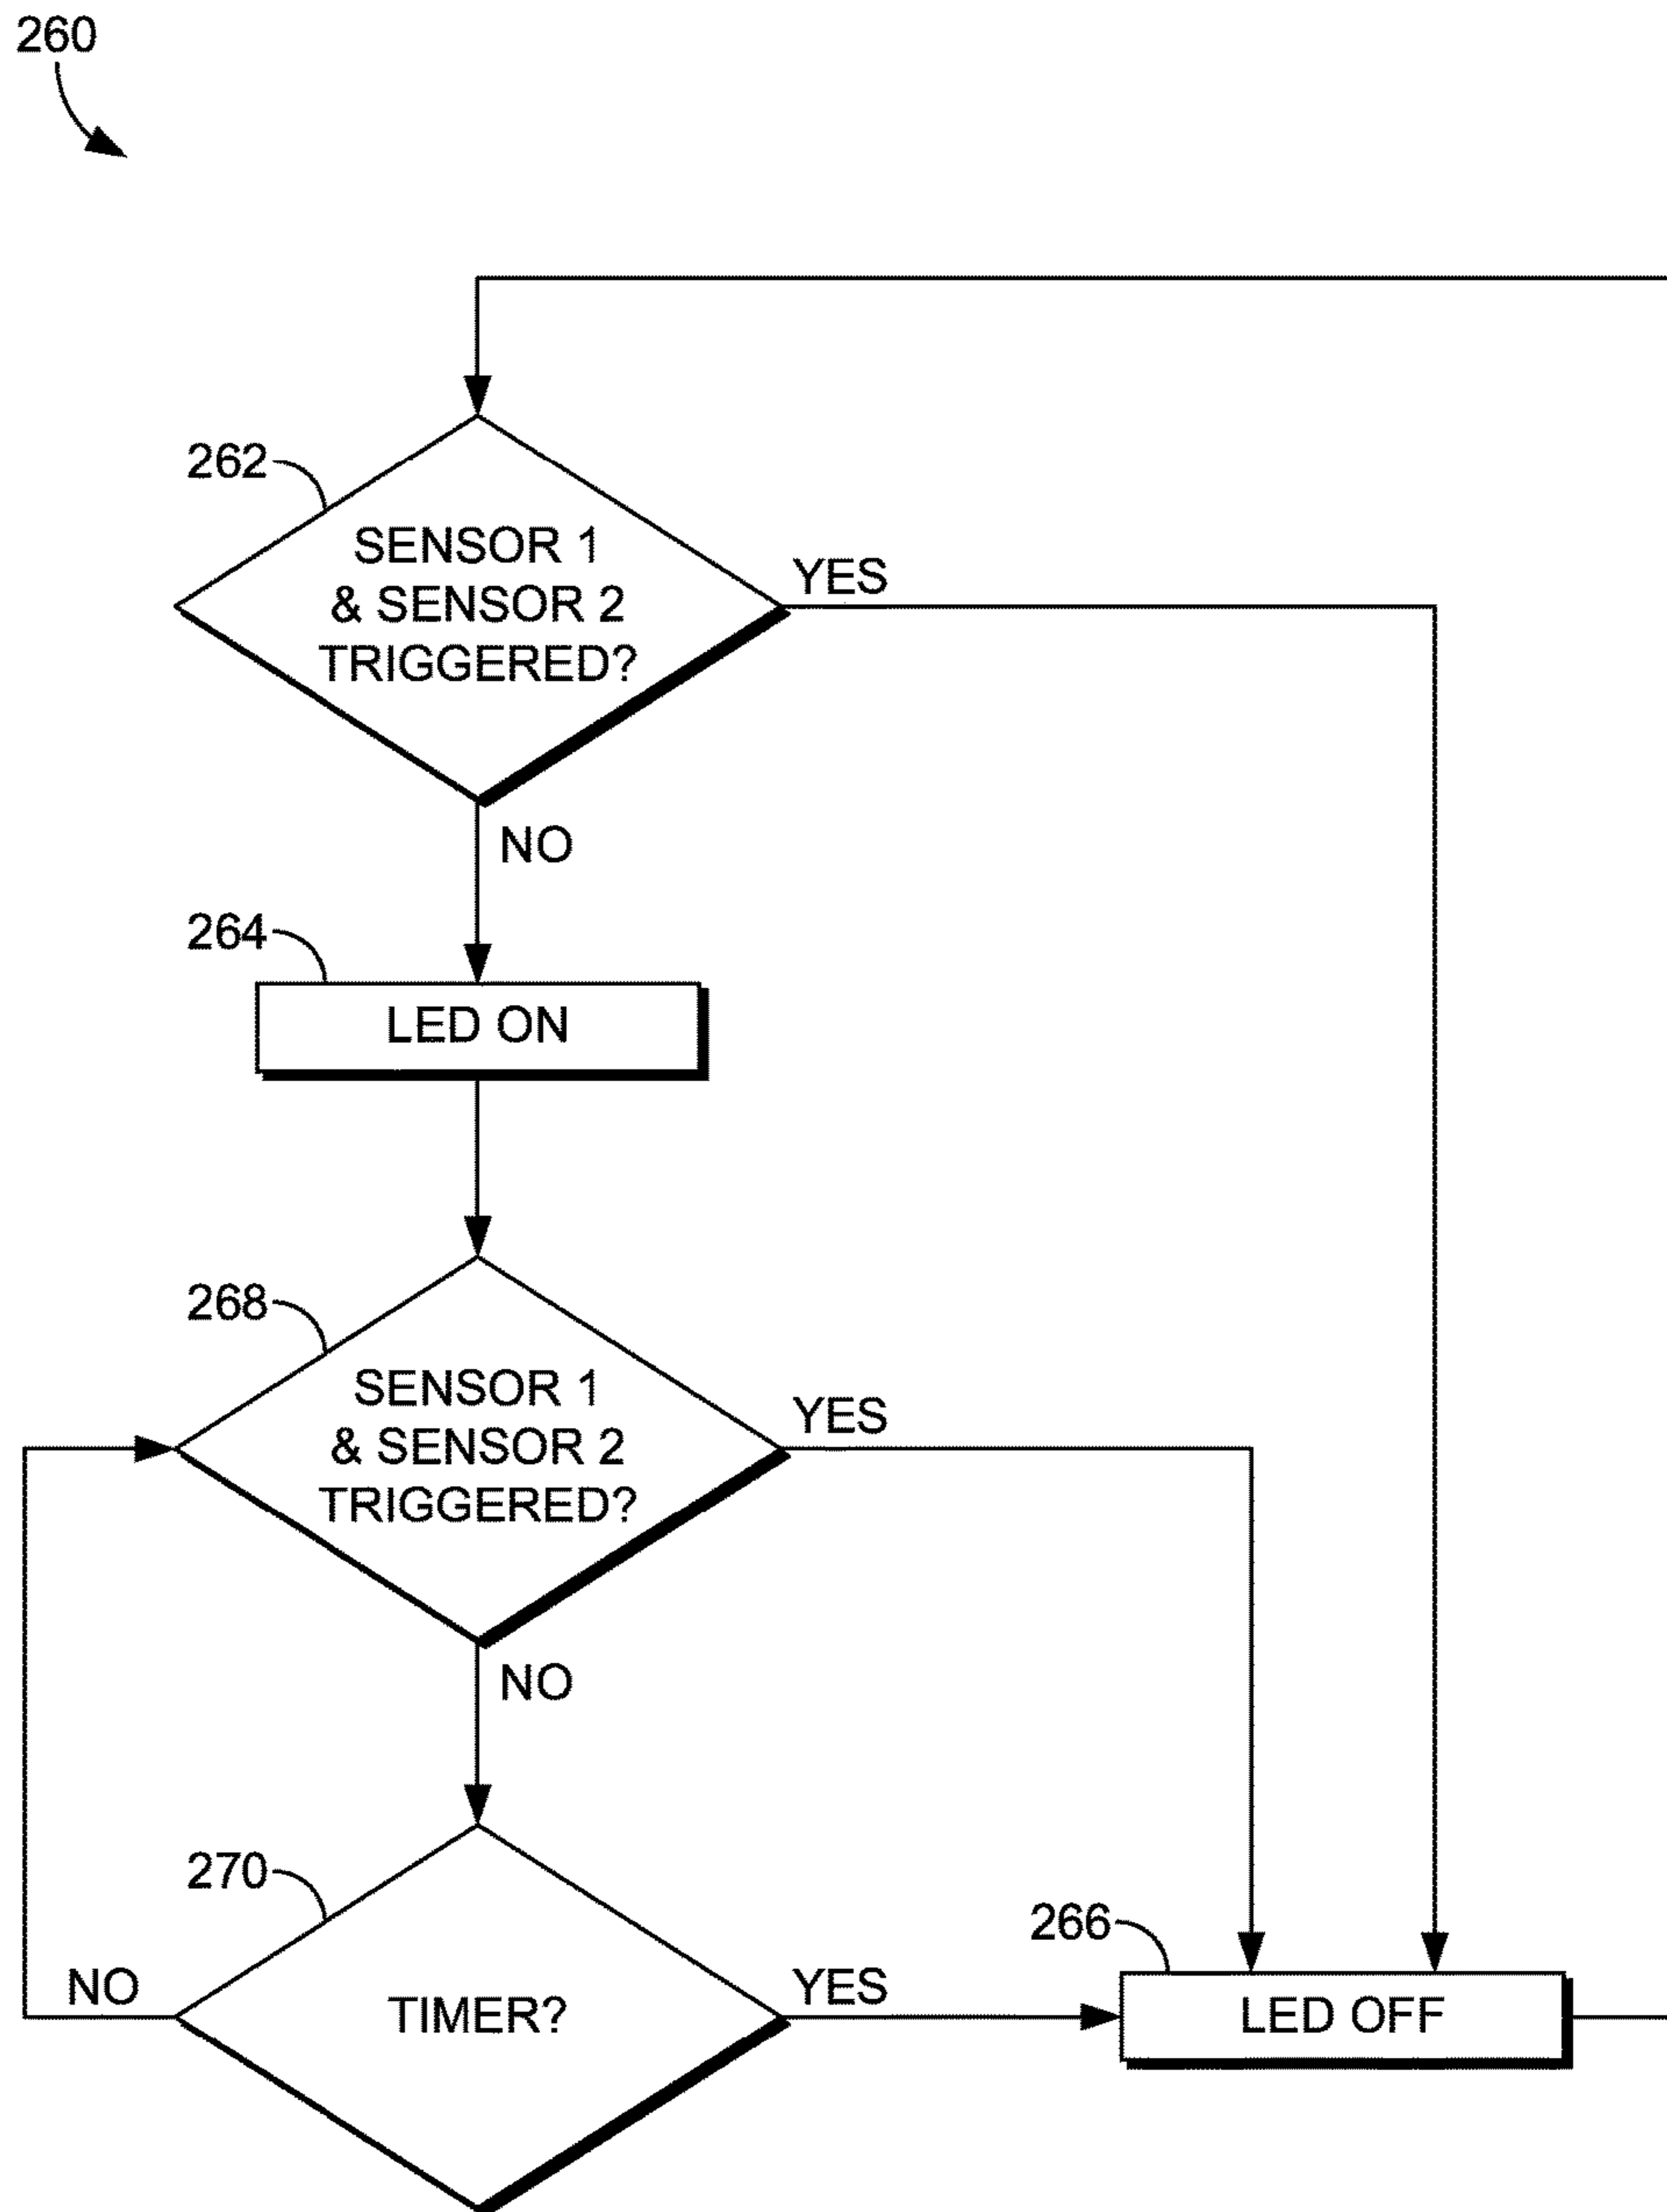 260
262
SENSOR 1
& SENSOR 2
TRIGGERED?
YES
NO
264
LED ON
268
SENSOR 1
& SENSOR 2
TRIGGERED?
YES
NO
270
266
NO
TIMER?
YES
LED OFF